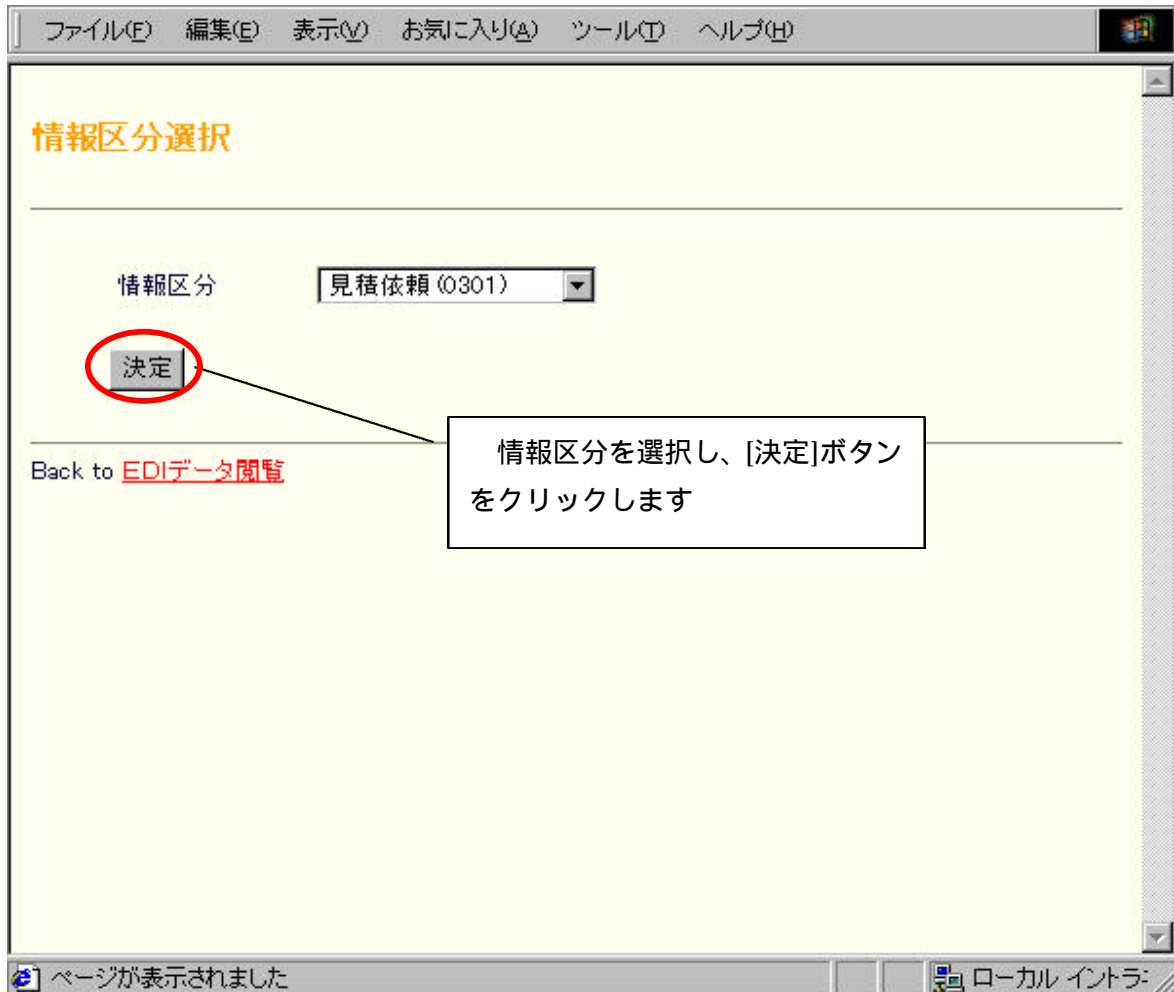 ファイル(F) 編集(E) 表示(V) お気に入り(A) ツール(T) ヘルプ(H)
情報区分選択
情報区分 見積依頼(0301)
決定
情報区分を選択し、[決定]ボタン
をクリックします
Back to EDIデータ閲覧
ページが表示されました ローカル イントラ